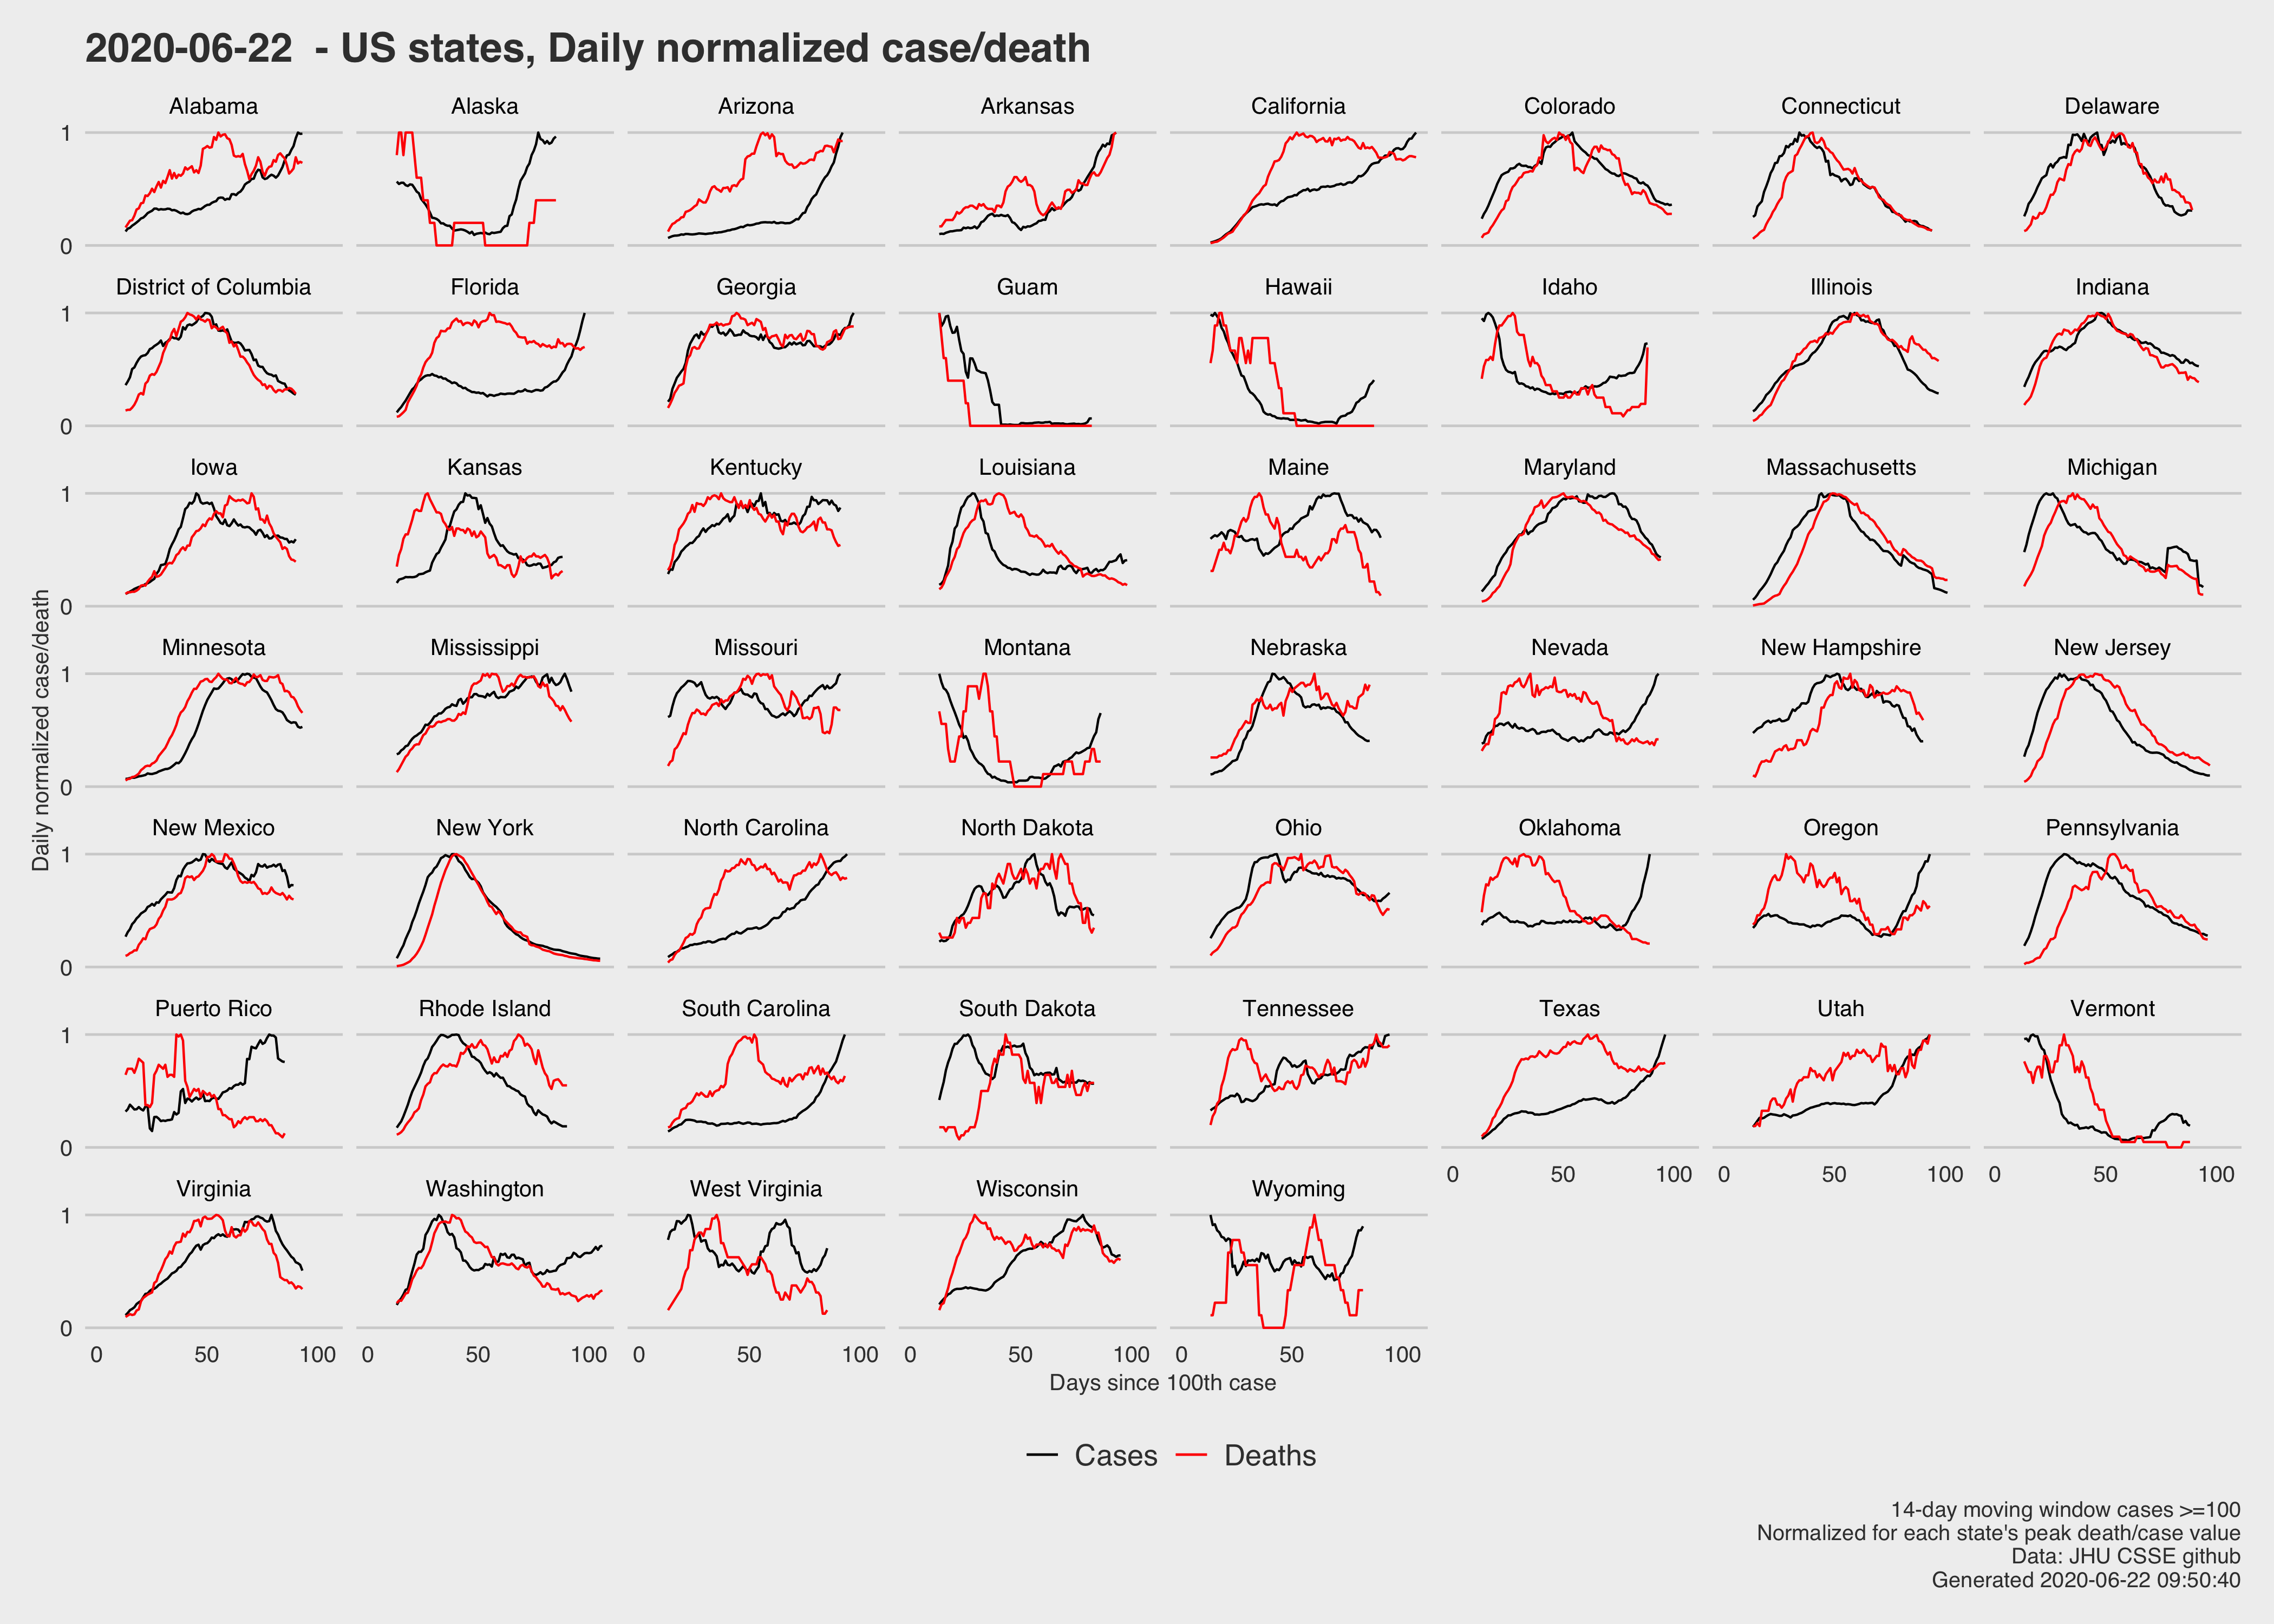 2020-06-22  - US states, Daily normalized case/death
Alabama Alaska Arizona Arkansas California Colorado Connecticut Delaware
1
0
District of Columbia Florida Georgia Guam Hawaii Idaho Illinois Indiana
1
0
Iowa Kansas Kentucky Louisiana Maine Maryland Massachusetts Michigan
1
0
Daily normalized case/death
Minnesota Mississippi Missouri Montana Nebraska Nevada New Hampshire New Jersey
1
0
New Mexico New York North Carolina North Dakota Ohio Oklahoma Oregon Pennsylvania
1
0
Puerto Rico Rhode Island South Carolina South Dakota Tennessee Texas Utah Vermont
1
0
0 50 100 0 50 100 0 50 100
Virginia Washington West Virginia Wisconsin Wyoming
1
0
0 50 100 0 50 100 0 50 100 0 50 100 0 50 100
Days since 100th case
Cases Deaths
14-day moving window cases >=100
Normalized for each state's peak death/case value
Data: JHU CSSE github
Generated 2020-06-22 09:50:40